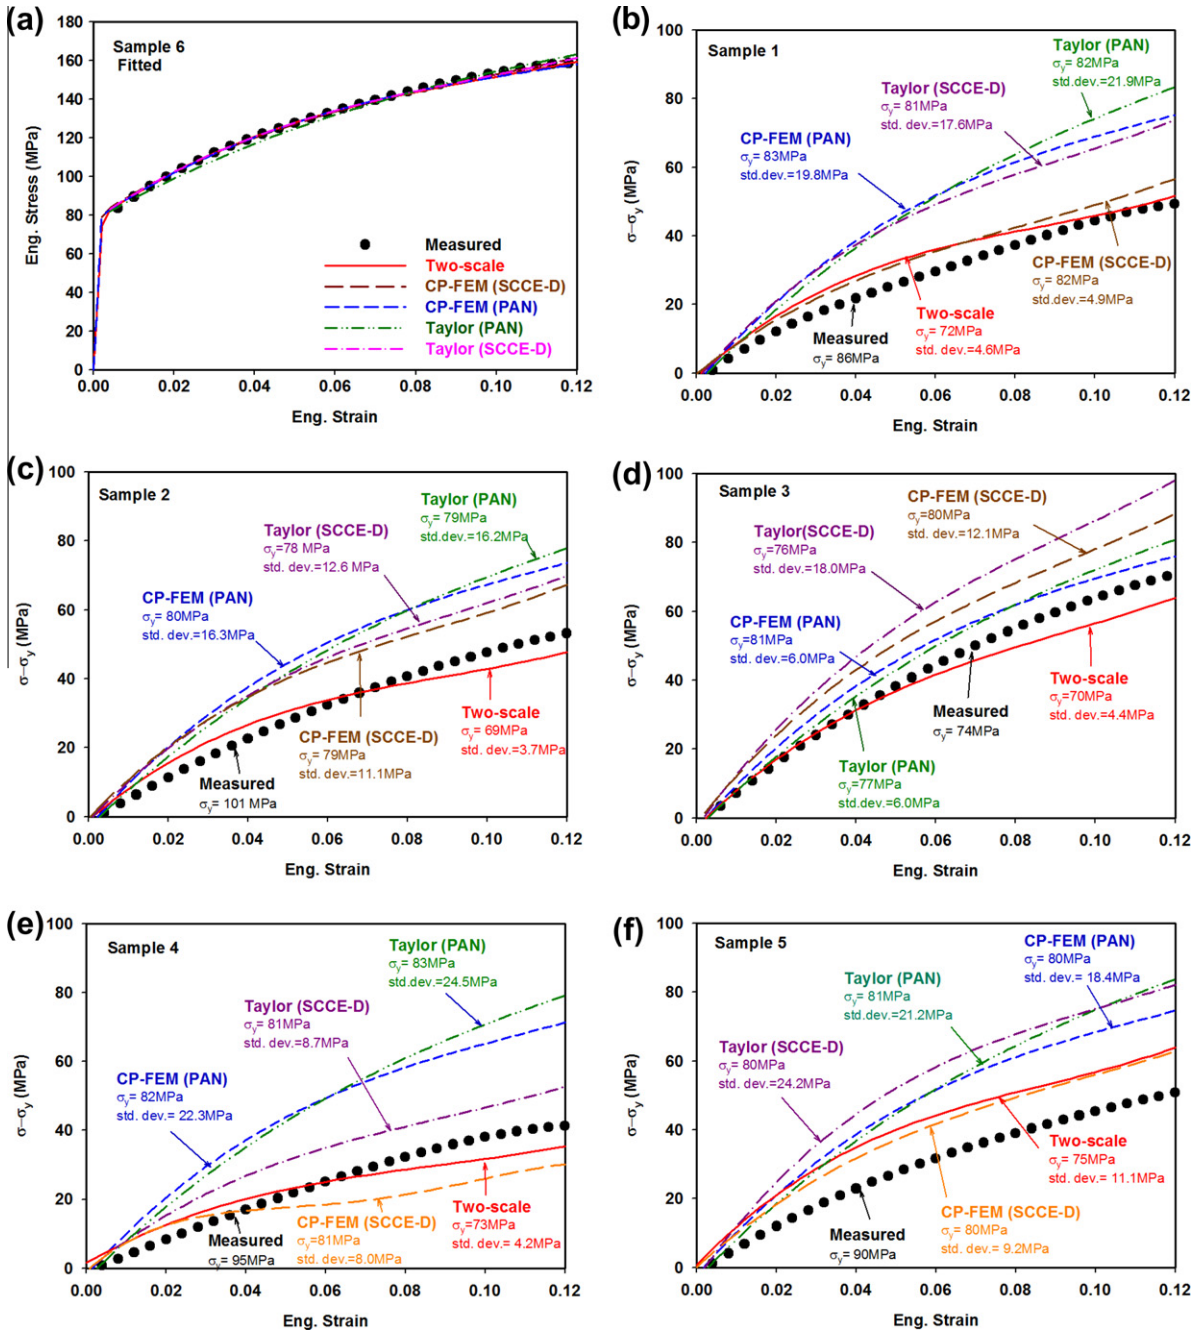 (a)
180
160
140
120
100
80
60
40
20
0
Eng. Stress (MPa)
Sample 6
Fitted
Measured
Two-scale
CP-FEM (SCCE-D)
CP-FEM (PAN)
Taylor (PAN)
Taylor (SCCE-D)
0.00 0.02 0.04 0.06 0.08 0.10 0.12
Eng. Strain
(b)
100
80
60
40
20
0
σ−σy (MPa)
Sample 1
Taylor (PAN)
σy= 82MPa
std.dev.=21.9MPa
Taylor (SCCE-D)
σy= 81MPa
std. dev.=17.6MPa
CP-FEM (PAN)
σy= 83MPa
std.dev.=19.8MPa
CP-FEM (SCCE-D)
σy= 82MPa
std. dev.=4.9MPa
Two-scale
σy= 72MPa
std. dev.=4.6MPa
Measured
σy= 86MPa
0.00 0.02 0.04 0.06 0.08 0.10 0.12
Eng. Strain
(c)
100
80
60
40
20
0
σ−σy (MPa)
Sample 2
Taylor (PAN)
σy= 79MPa
std.dev.=16.2MPa
Taylor (SCCE-D)
σy=78 MPa
std. dev.=12.6 MPa
CP-FEM (PAN)
σy= 80MPa
std. dev.=16.3MPa
Two-scale
σy= 69MPa
std. dev.=3.7MPa
CP-FEM (SCCE-D)
σy= 79MPa
std. dev.=11.1MPa
Measured
σy= 101 MPa
0.00 0.02 0.04 0.06 0.08 0.10 0.12
Eng. Strain
(d)
100
80
60
40
20
0
σ−σy (MPa)
Sample 3
CP-FEM (SCCE-D)
σy=80MPa
std. dev.=12.1MPa
Taylor(SCCE-D)
σy= 76MPa
std. dev.=18.0MPa
CP-FEM (PAN)
σy=81MPa
std. dev.=6.0MPa
Two-scale
σy=70MPa
std. dev.=4.4MPa
Measured
σy= 74MPa
Taylor (PAN)
σy=77MPa
std.dev.=6.0MPa
0.00 0.02 0.04 0.06 0.08 0.10 0.12
Eng. Strain
(e)
100
80
60
40
20
0
σ−σy (MPa)
Sample 4
Taylor (PAN)
σy= 83MPa
std.dev.=24.5MPa
Taylor (SCCE-D)
σy= 81MPa
std. dev.=8.7MPa
CP-FEM (PAN)
σy= 82MPa
std. dev.= 22.3MPa
Two-scale
σy=73MPa
std. dev.= 4.2MPa
CP-FEM (SCCE-D)
σy=81MPa
std. dev.=8.0MPa
Measured
σy= 95MPa
0.00 0.02 0.04 0.06 0.08 0.10 0.12
Eng. Strain
(f)
100
80
60
40
20
0
σ−σy (MPa)
Sample 5
CP-FEM (PAN)
σy= 80MPa
std. dev.= 18.4MPa
Taylor (PAN)
σy= 81MPa
std.dev.=21.2MPa
Taylor (SCCE-D)
σy= 80MPa
std. dev.=24.2MPa
Two-scale
σy= 75MPa
std. dev.= 11.1MPa
CP-FEM (SCCE-D)
σy= 80MPa
std. dev.= 9.2MPa
Measured
σy= 90MPa
0.00 0.02 0.04 0.06 0.08 0.10 0.12
Eng. Strain